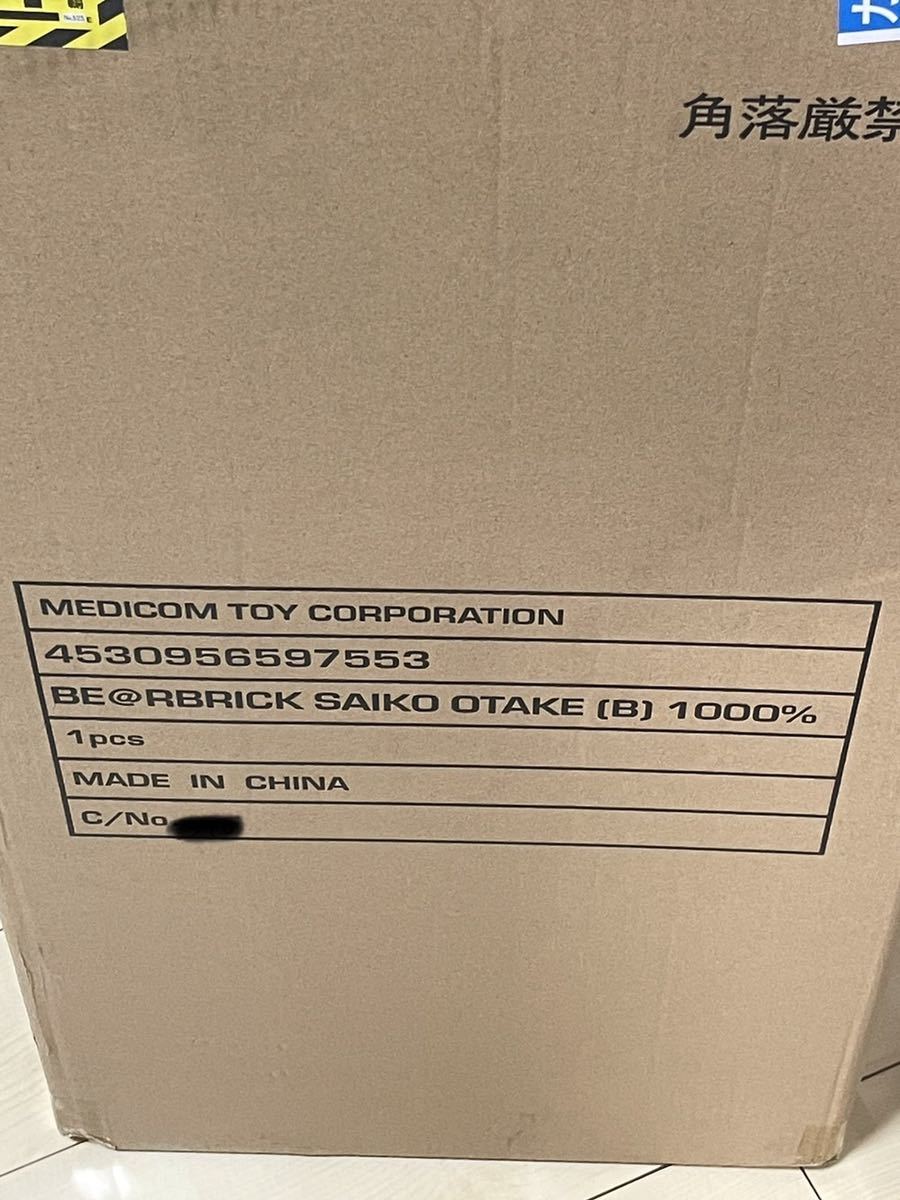 角落厳禁
MEDICOM TOY CORPORATION
4530956597553
BE@RBRICK SAIKO OTAKE (B) 1000%
1pcs
MADE IN CHINA
C/No